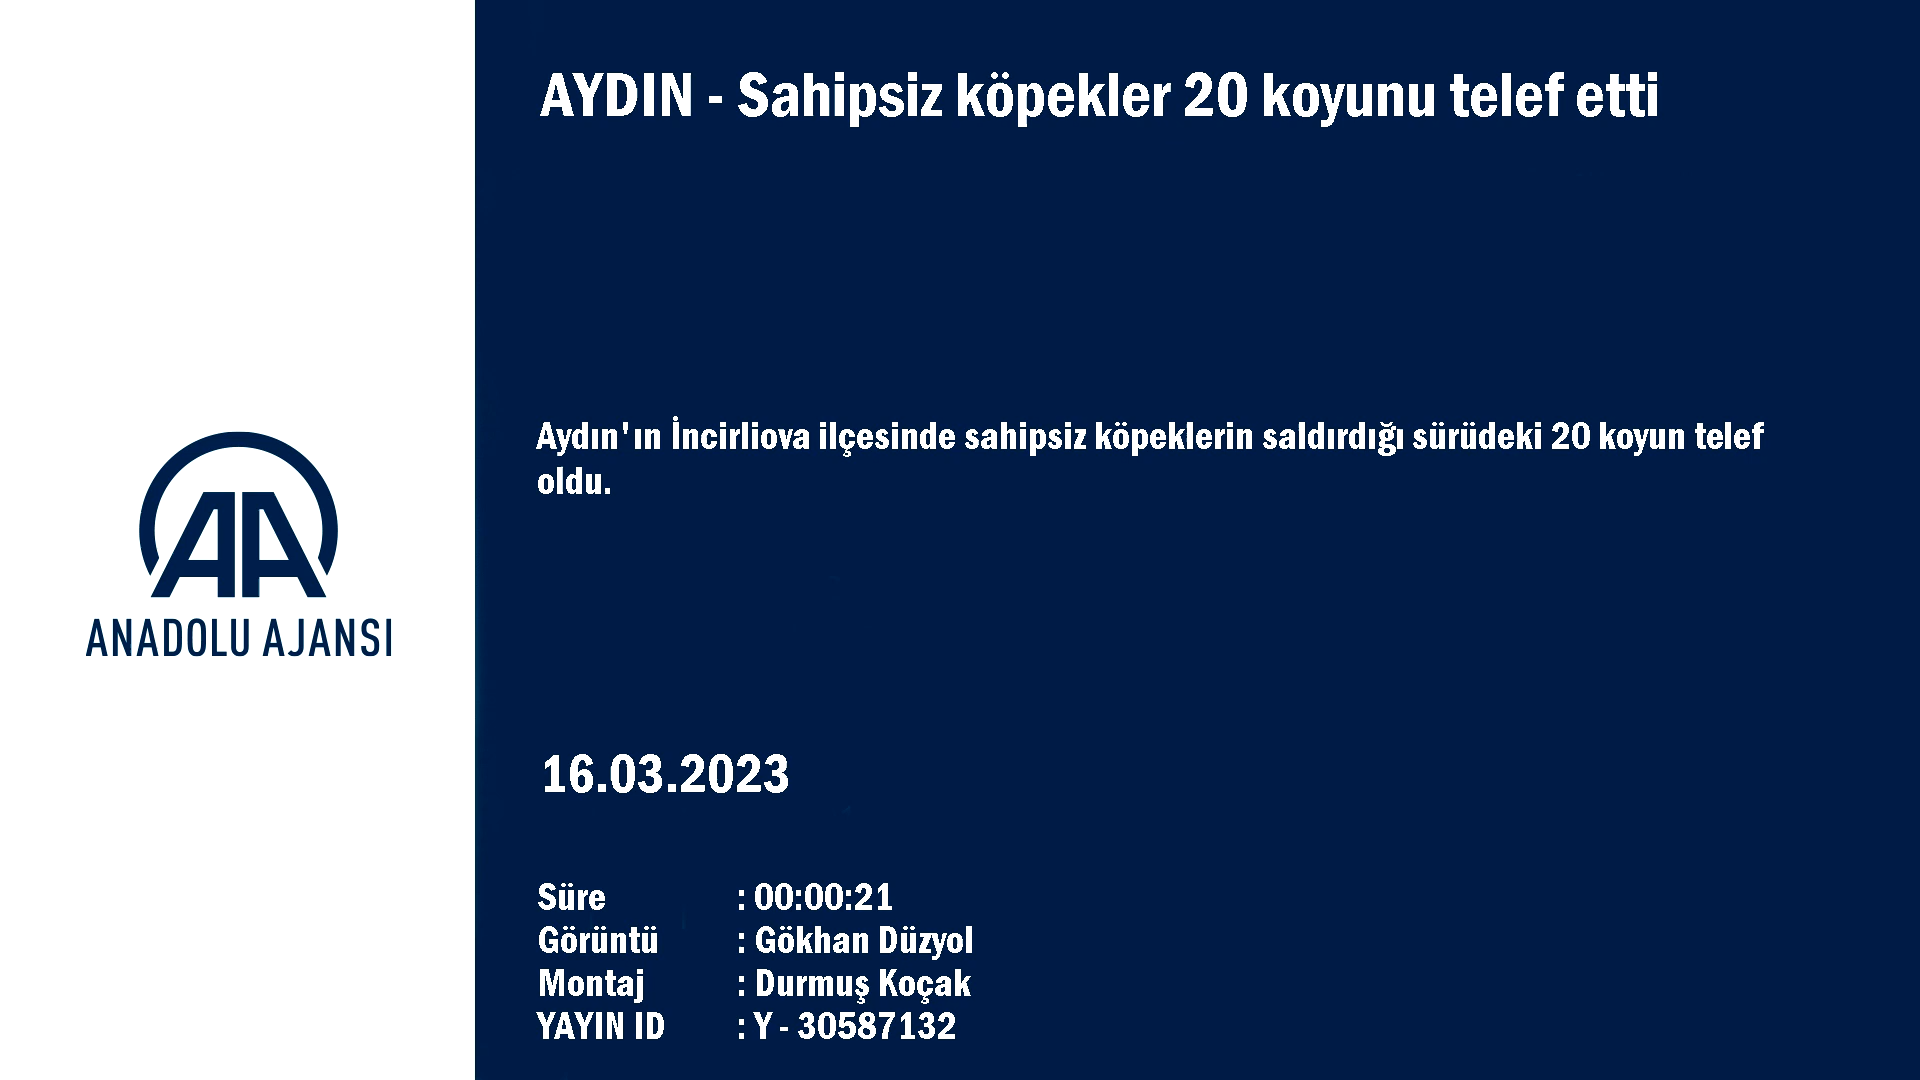 AYDIN - Sahipsiz köpekler 20 koyunu telef etti
Aydın'ın İncirliova ilçesinde sahipsiz köpeklerin saldırdığı sürüdeki 20 koyun telef
oldu.
AA
ANADOLU AJANSI
16.03.2023
Süre : 00:00:21
Görüntü : Gökhan Düzyol
Montaj : Durmuş Koçak
YAYIN ID : Y - 30587132